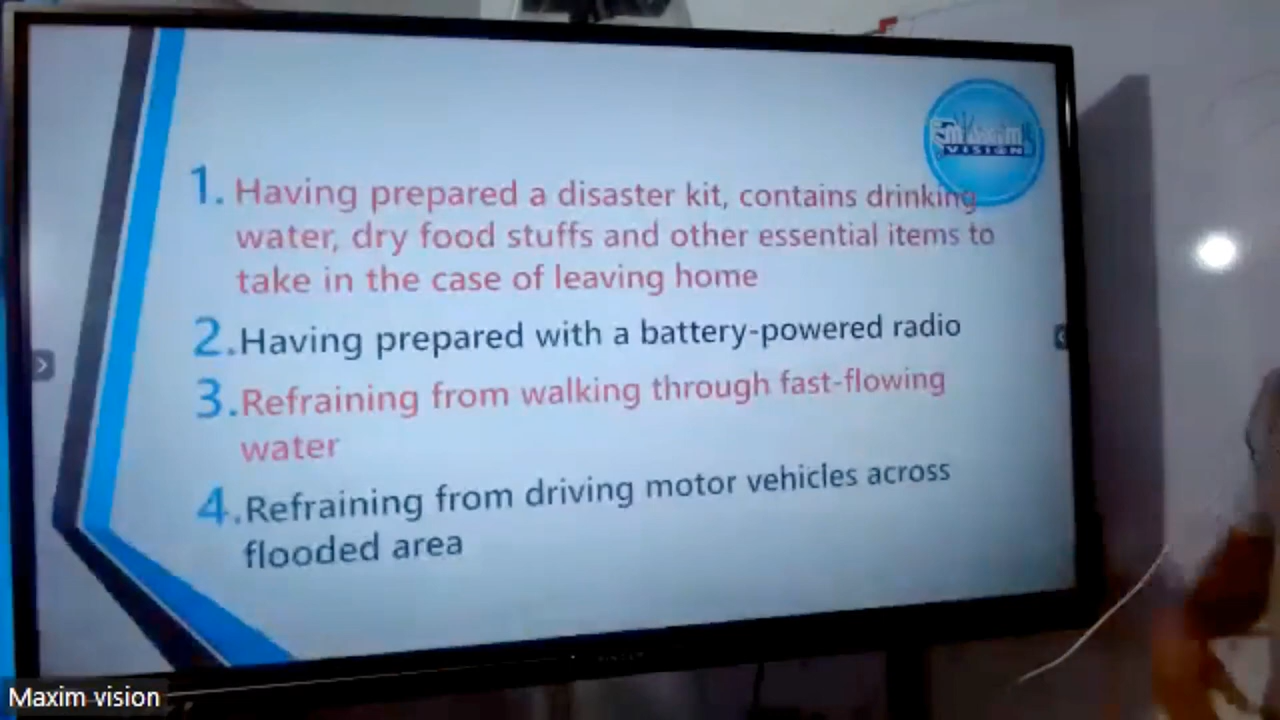 maxim
VISION
1. Having prepared a disaster kit, contains drinking
water, dry food stuffs and other essential items to
take in the case of leaving home
2.Having prepared with a battery-powered radio
3.Refraining from walking through fast-flowing
water
4.Refraining from driving motor vehicles across
flooded area
Maxim vision